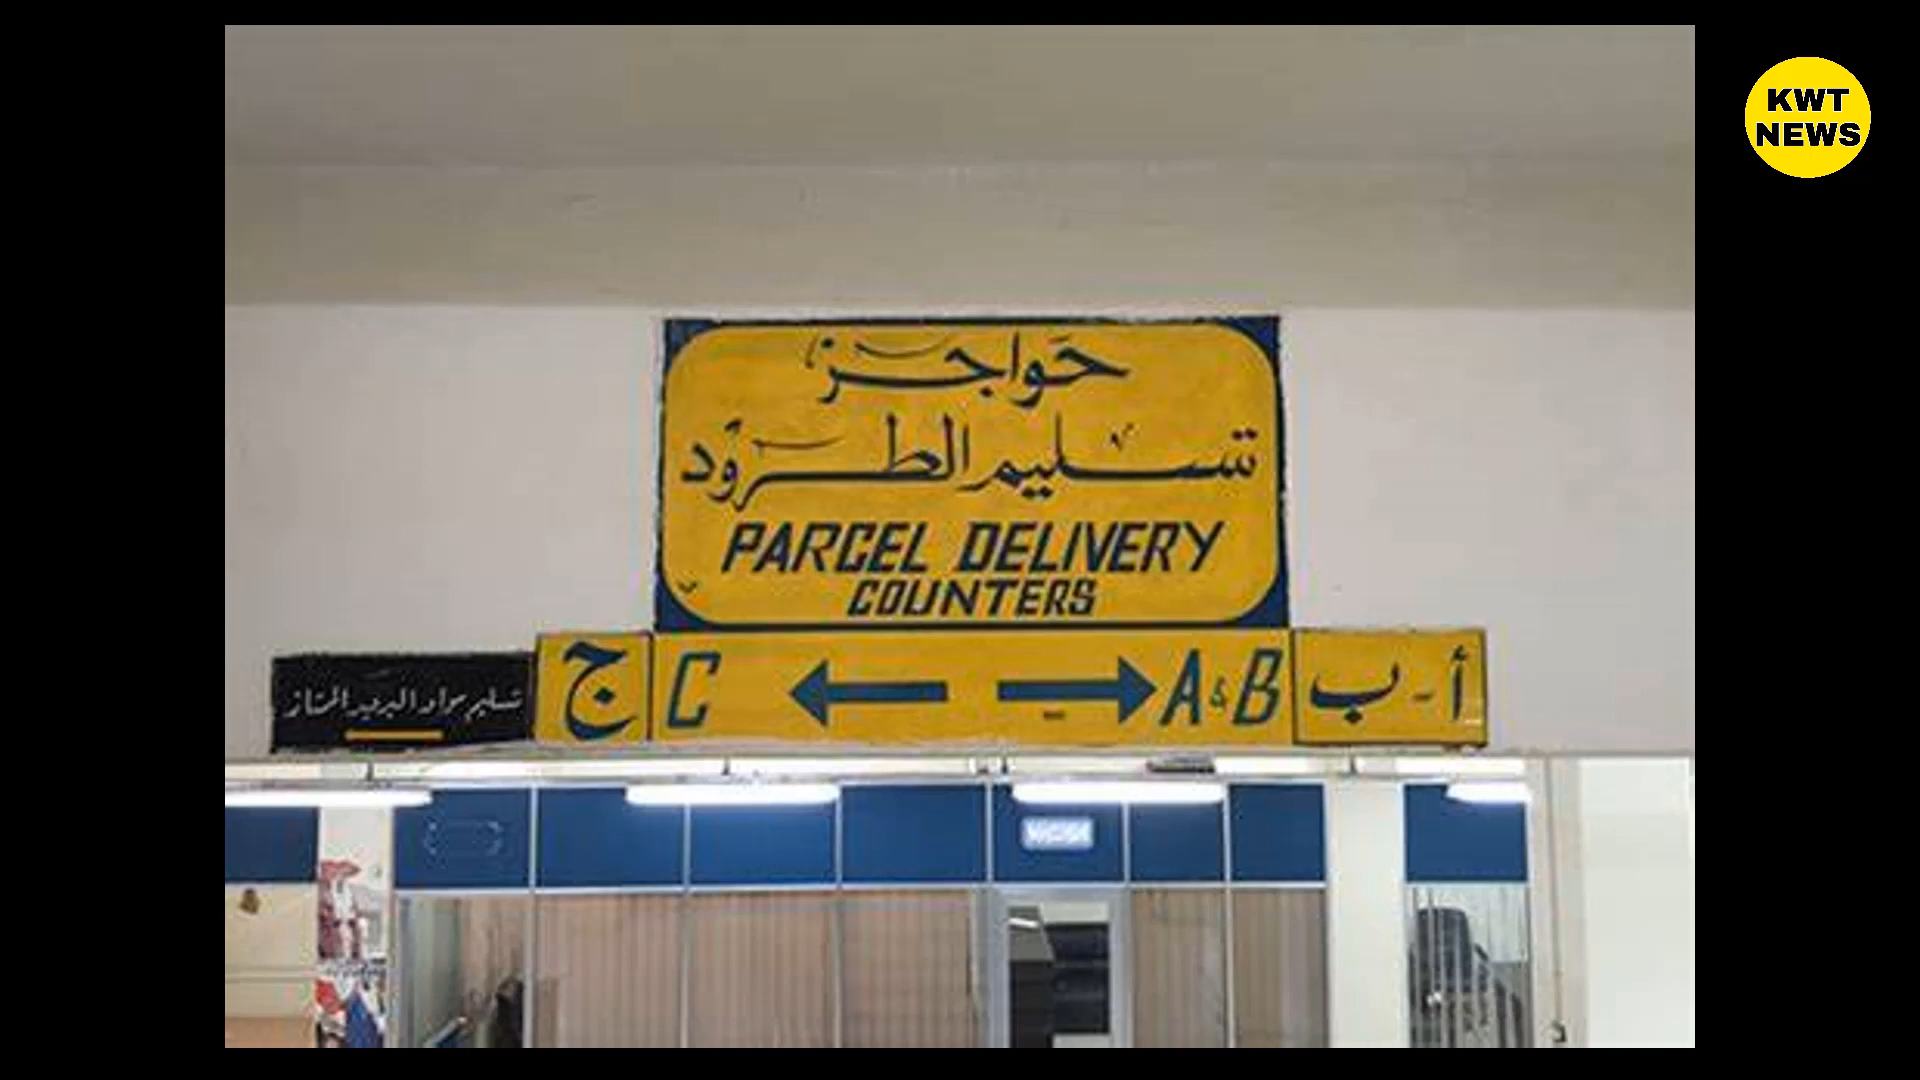 KWT
NEWS
حواجز
تسليم الطرود
PARCEL DELIVERY
COUNTERS
أ - ب
A & B
C
ج
تسليم مواد البريد الممتاز